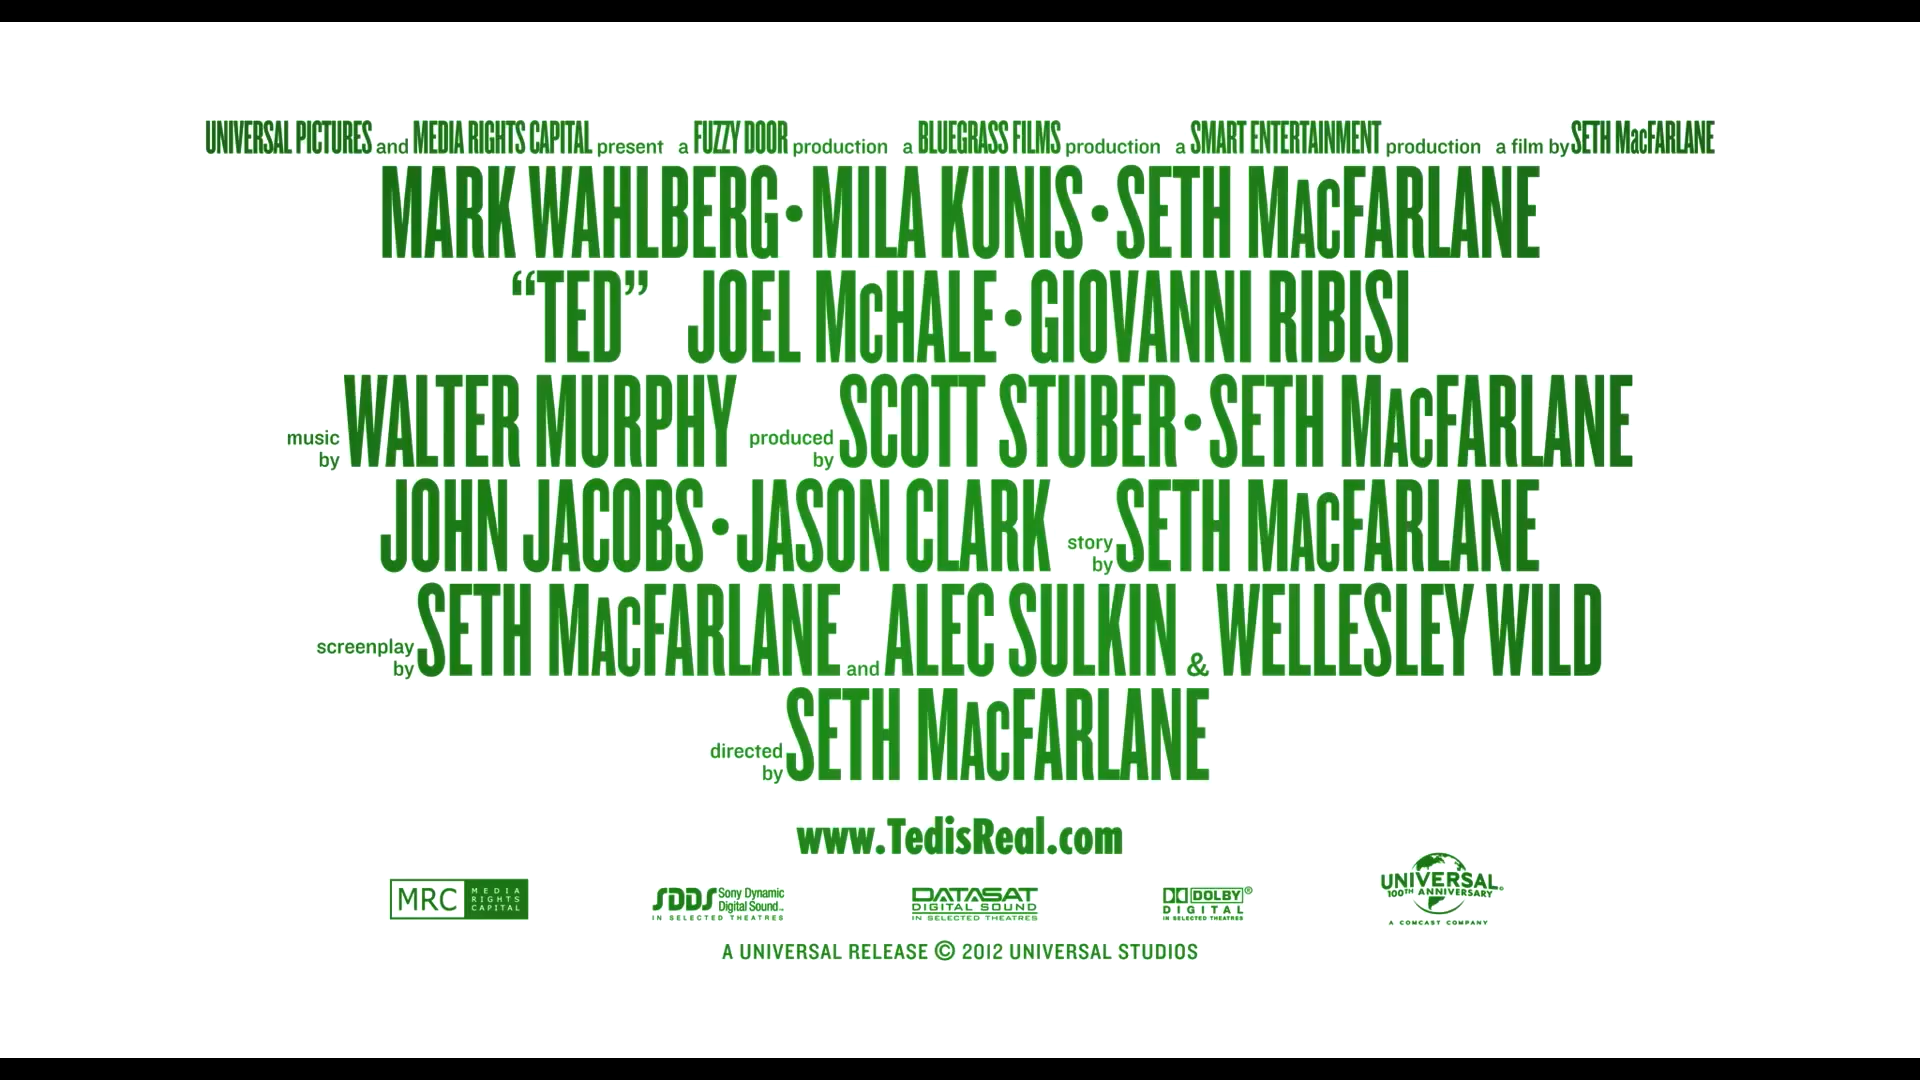 UNIVERSAL PICTURES and MEDIA RIGHTS CAPITAL present a FUZZY DOOR production a BLUEGRASS FILMS production a SMART ENTERTAINMENT production a film by SETH MacFARLANE
MARK WAHLBERG • MILA KUNIS • SETH MACFARLANE
“TED” JOEL MCHALE • GIOVANNI RIBISI
music by WALTER MURPHY produced by SCOTT STUBER • SETH MACFARLANE
JOHN JACOBS • JASON CLARK story by SETH MACFARLANE
screenplay by SETH MACFARLANE and ALEC SULKIN & WELLESLEY WILD
directed by SETH MACFARLANE
www.TedisReal.com
MRC MEDIA RIGHTS CAPITAL
SDDS Sony Dynamic Digital Sound™ IN SELECTED THEATRES
DATASAT DIGITAL SOUND IN SELECTED THEATRES
DOLBY® DIGITAL IN SELECTED THEATRES
UNIVERSAL® 100TH ANNIVERSARY A COMCAST COMPANY
A UNIVERSAL RELEASE © 2012 UNIVERSAL STUDIOS